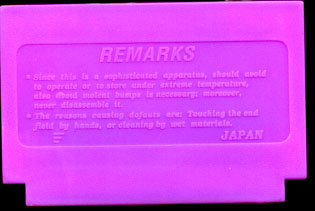 REMARKS
• Since this is a sophisticated apparatus, should avoid
to operate or to store under extreme temperature,
also violent bumps is necessary; moreover,
never disassemble it.
• The reasons causing defaults are: Touching the end
field by hands, or cleaning by wet materials.
JAPAN